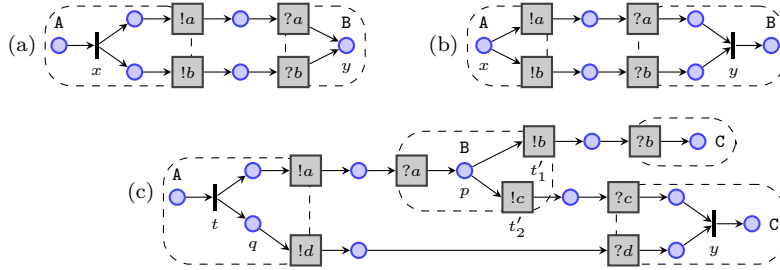 A !a ?a B
(a)
x !b ?b y
A !a ?a B
(b)
x !b ?b y
!b ?b C
B
A !a ?a p t′1
(c)
t !c ?c
q t′2
!d ?d y C